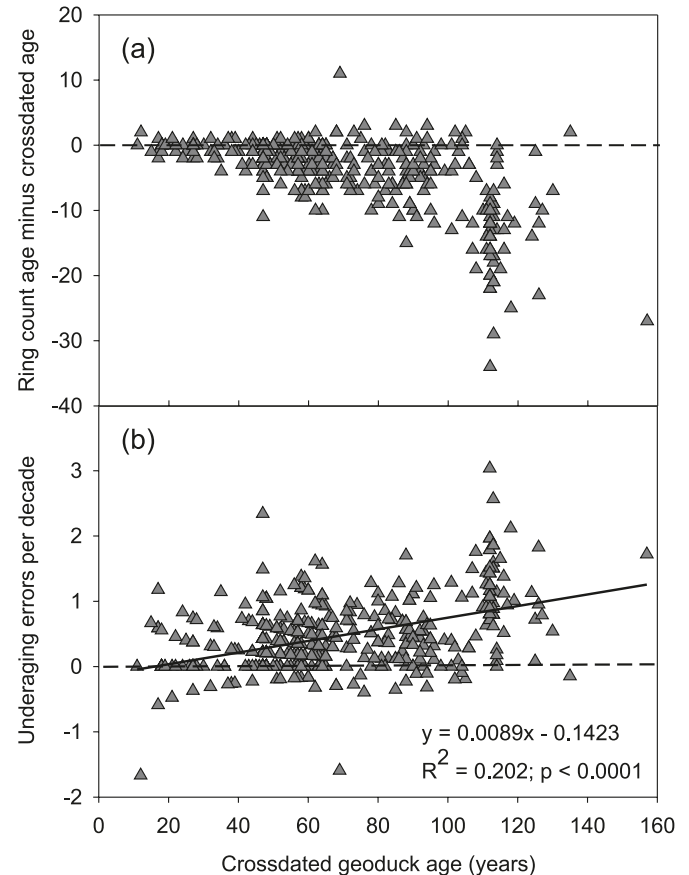 (a)
Ring count age minus crossdated age
20
10
0
-10
-20
-30
-40
(b)
Underaging errors per decade
3
2
1
0
-1
-2
y = 0.0089x - 0.1423
R² = 0.202; p < 0.0001
0 20 40 60 80 100 120 140 160
Crossdated geoduck age (years)